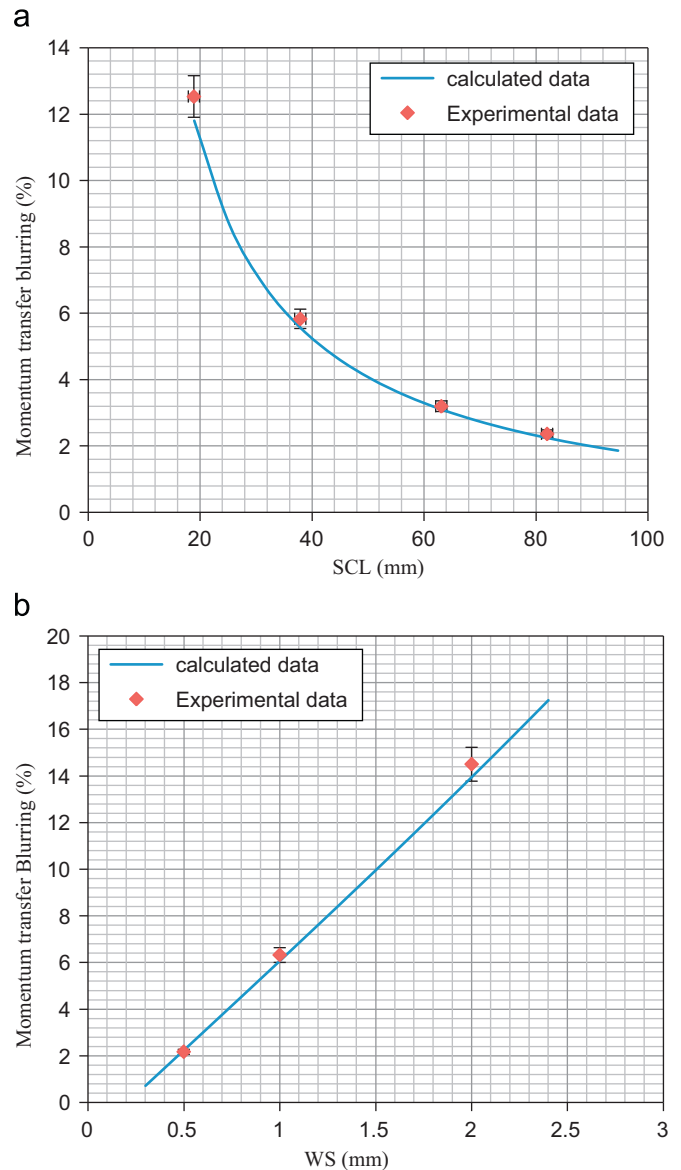 a
14
12
10
8
6
4
2
0
Momentum transfer blurring (%)
calculated data
Experimental data
0 20 40 60 80 100
SCL (mm)
b
20
18
16
14
12
10
8
6
4
2
0
Momentum transfer Blurring (%)
calculated data
Experimental data
0 0.5 1 1.5 2 2.5 3
WS (mm)